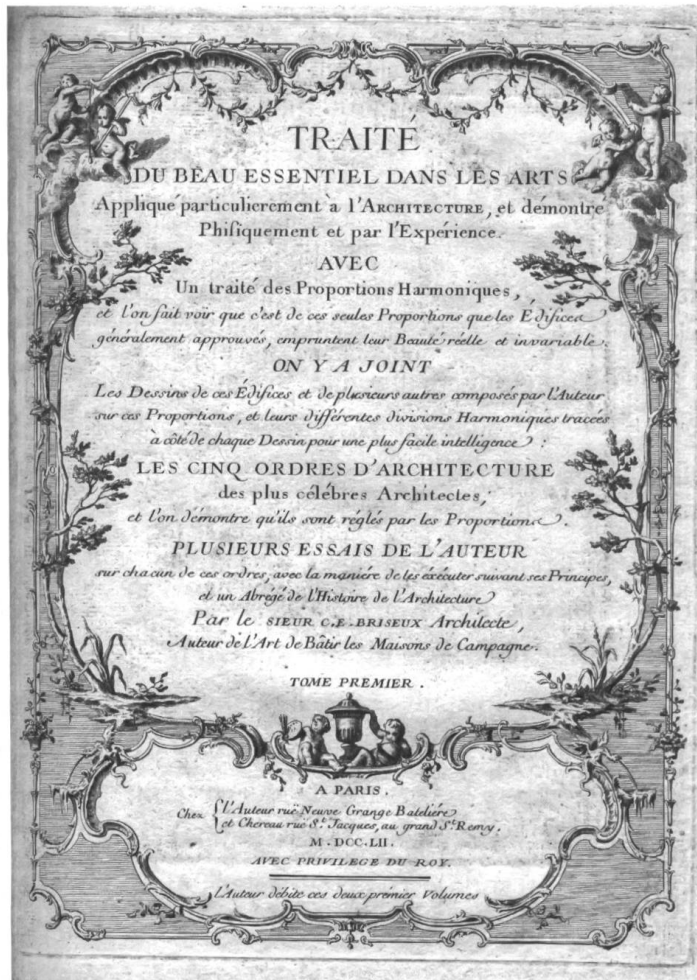 TRAITÉ
DU BEAU ESSENTIEL DANS LES ARTS
Appliqué particulierement à l'ARCHITECTURE, et démontré
Phisiquement et par l'Expérience.
AVEC
Un traité des Proportions Harmoniques,
et l'on fait voir que c'est de ces seules Proportions que les Édifices
généralement approuvés, empruntent leur Beauté réelle et invariable.
ON Y A JOINT
Les Dessins de ces Édifices et de plusieurs autres composés par l'Auteur
sur ces Proportions, et leurs différentes divisions Harmoniques traccés
à côté de chaque Dessin pour une plus facile intelligence :
LES CINQ ORDRES D'ARCHITECTURE
des plus célébres Architectes,
et l'on démontre qu'ils sont réglés par les Proportions.
PLUSIEURS ESSAIS DE L'AUTEUR
sur chacun de ces ordres, avec la maniére de les éxécuter suivant ses Principes,
et un Abrégé de l'Histoire de l'Architecture
Par le SIEUR C.E. BRISEUX Architecte,
Auteur de l'Art de Bâtir les Maisons de Campagne.
TOME PREMIER.
A PARIS.
Chez { l'Auteur ruë Neuve Grange Bateliére
et Chereau ruë St. Jacques, au grand St. Remy.
M.DCC.LII.
AVEC PRIVILEGE DU ROY.
L'Auteur débite ces deux prémier Volumes